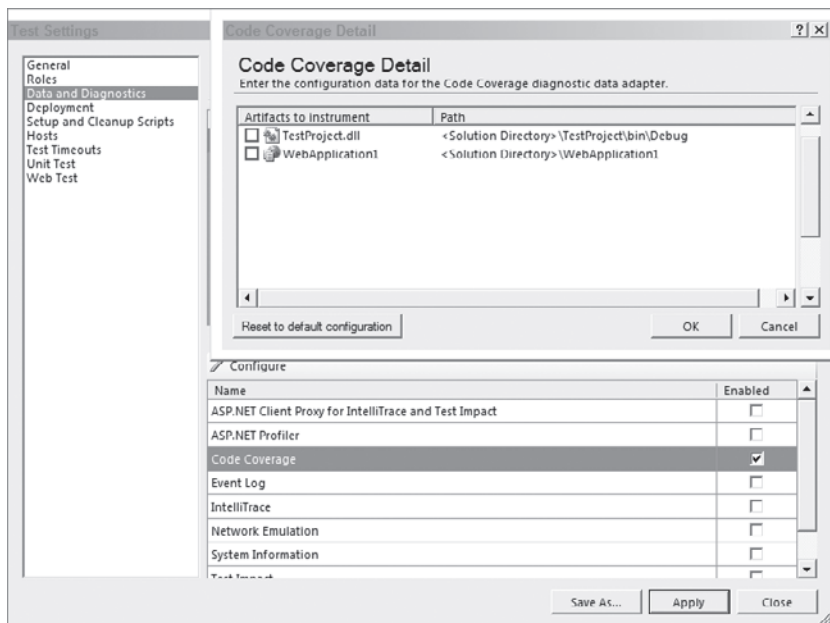 Test Settings
General
Roles
Data and Diagnostics
Deployment
Setup and Cleanup Scripts
Hosts
Test Timeouts
Unit Test
Web Test
Code Coverage Detail
Code Coverage Detail
Enter the configuration data for the Code Coverage diagnostic data adapter.
Artifacts to instrument Path
TestProject.dll <Solution Directory>\TestProject\bin\Debug
WebApplication1 <Solution Directory>\WebApplication1
Reset to default configuration OK Cancel
Configure
Name Enabled
ASP.NET Client Proxy for IntelliTrace and Test Impact
ASP.NET Profiler
Code Coverage
Event Log
IntelliTrace
Network Emulation
System Information
Test Impact
Save As... Apply Close